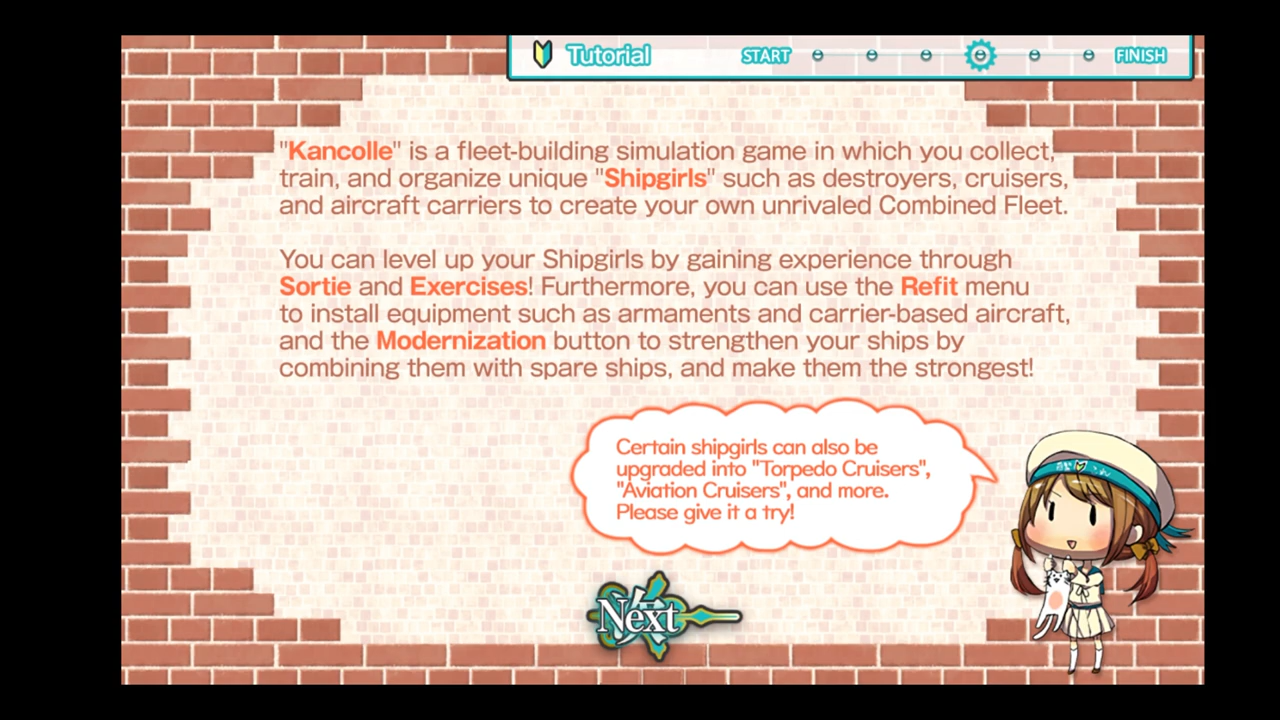 Tutorial
START
FINISH
"Kancolle" is a fleet-building simulation game in which you collect,
train, and organize unique "Shipgirls" such as destroyers, cruisers,
and aircraft carriers to create your own unrivaled Combined Fleet.
You can level up your Shipgirls by gaining experience through
Sortie and Exercises! Furthermore, you can use the Refit menu
to install equipment such as armaments and carrier-based aircraft,
and the Modernization button to strengthen your ships by
combining them with spare ships, and make them the strongest!
Certain shipgirls can also be
upgraded into "Torpedo Cruisers",
"Aviation Cruisers", and more.
Please give it a try!
Next